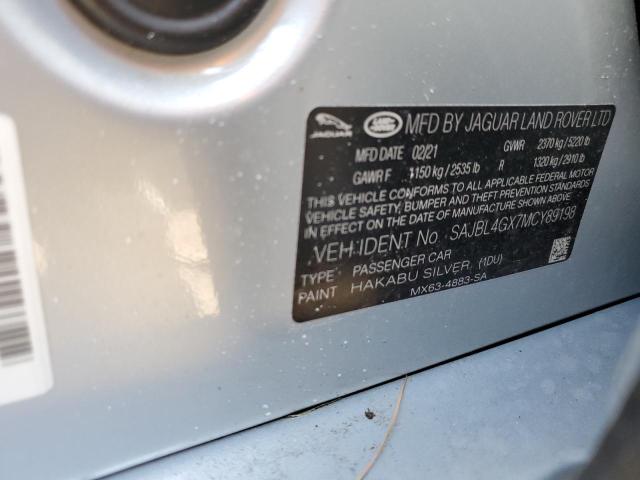 JAGUAR LAND ROVER MFD BY JAGUAR LAND ROVER LTD
MFD DATE 02/21 GVWR 2370 kg / 5220 lb
GAWR F 1150 kg / 2535 lb R 1320 kg / 2910 lb
THIS VEHICLE CONFORMS TO ALL APPLICABLE FEDERAL MOTOR
VEHICLE SAFETY, BUMPER AND THEFT PREVENTION STANDARDS
IN EFFECT ON THE DATE OF MANUFACTURE SHOWN ABOVE
VEH IDENT No SAJBL4GX7MCY89198
TYPE PASSENGER CAR
PAINT HAKABU SILVER (1DU)
MX63-4883-SA